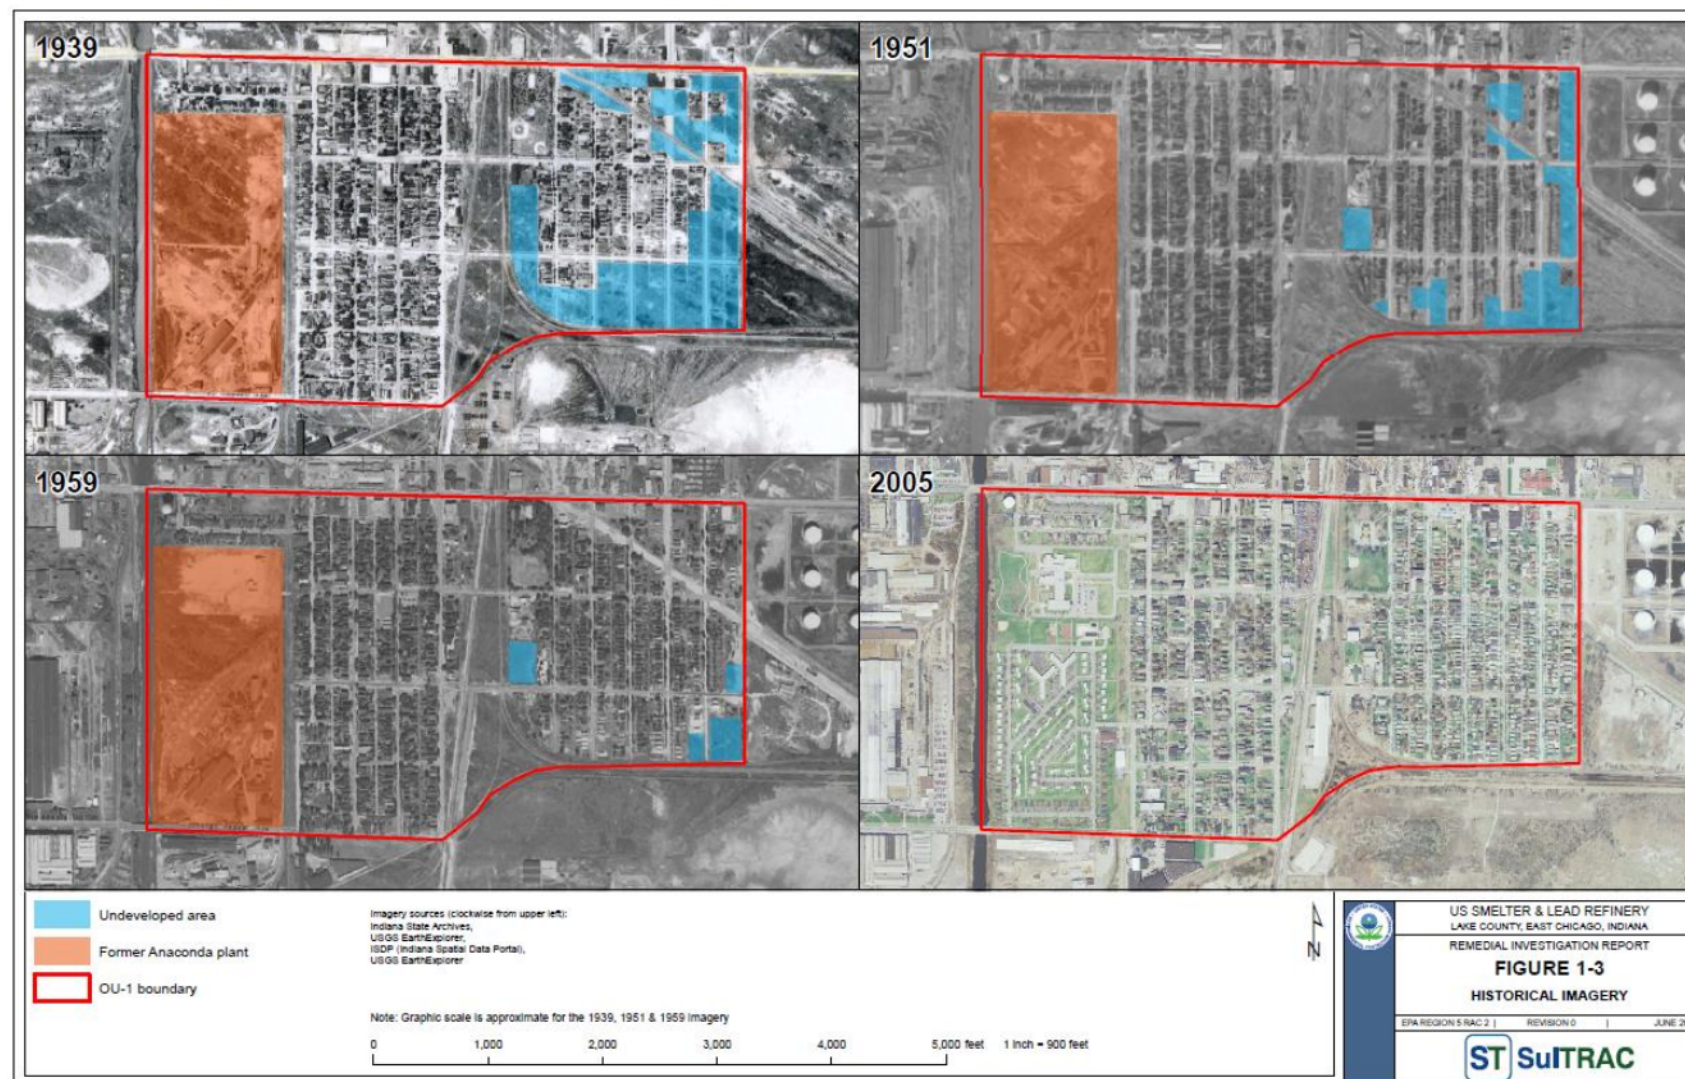 1939
1951
1959
2005
Undeveloped area
Former Anaconda plant
OU-1 boundary
Imagery sources (clockwise from upper left):
Indiana State Archives,
USGS EarthExplorer,
ISDP (Indiana Spatial Data Portal),
USGS EarthExplorer
Note: Graphic scale is approximate for the 1939, 1951 & 1959 imagery
0 1,000 2,000 3,000 4,000 5,000 feet 1 inch = 900 feet
N
US SMELTER & LEAD REFINERY
LAKE COUNTY, EAST CHICAGO, INDIANA
REMEDIAL INVESTIGATION REPORT
FIGURE 1-3
HISTORICAL IMAGERY
EPA REGION 5 RAC 2 | REVISION 0 | JUNE
ST SulTRAC